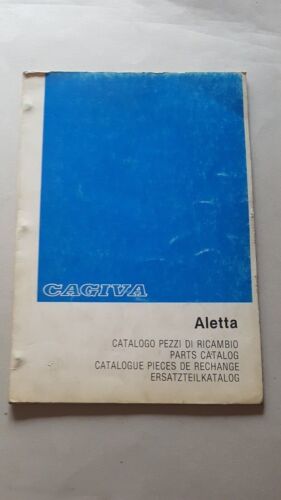 CAGIVA
Aletta
CATALOGO PEZZI DI RICAMBIO
PARTS CATALOG
CATALOGUE PIECES DE RECHANGE
ERSATZTEILKATALOG